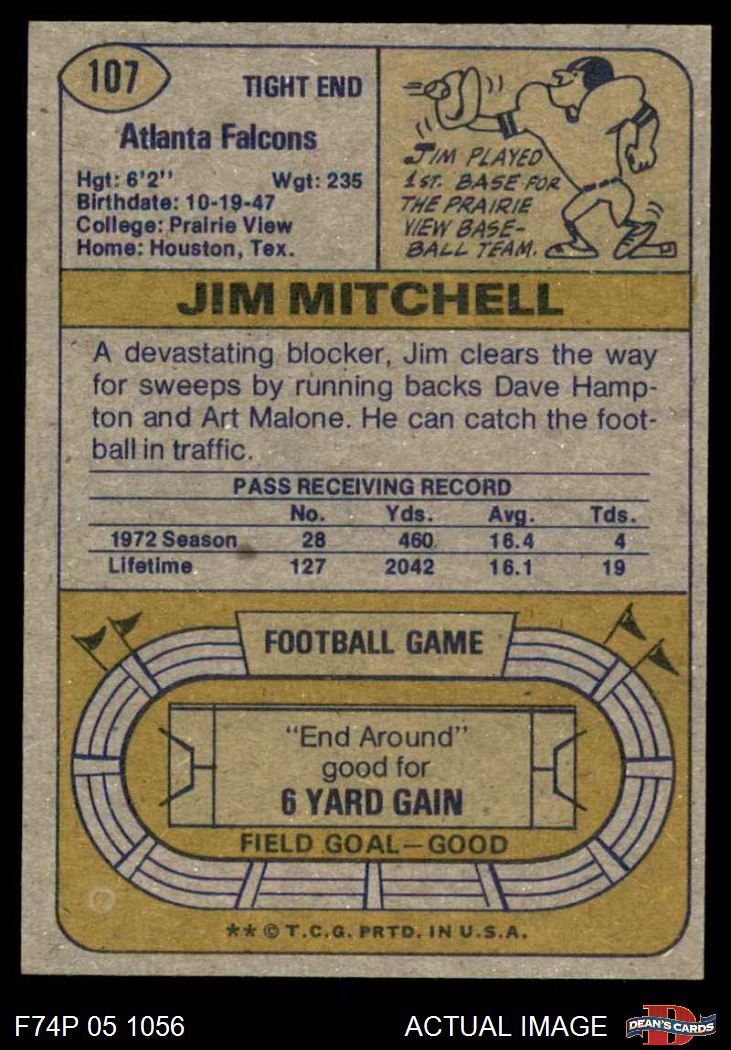 107
TIGHT END
Atlanta Falcons
Hgt: 6'2" Wgt: 235
Birthdate: 10-19-47
College: Prairie View
Home: Houston, Tex.
JIM PLAYED
1ST. BASE FOR
THE PRAIRIE
VIEW BASE-
BALL TEAM.
JIM MITCHELL
A devastating blocker, Jim clears the way
for sweeps by running backs Dave Hamp-
ton and Art Malone. He can catch the foot-
ball in traffic.
PASS RECEIVING RECORD
No. Yds. Avg. Tds.
1972 Season 28 460 16.4 4
Lifetime 127 2042 16.1 19
FOOTBALL GAME
"End Around"
good for
6 YARD GAIN
FIELD GOAL—GOOD
** © T.C.G. PRTD. IN U.S.A.
F74P 05 1056 ACTUAL IMAGE
D
DEAN'S CARDS